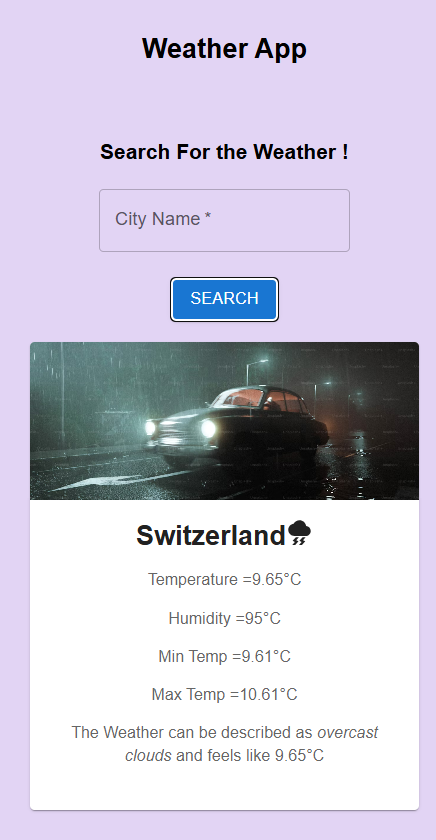 Weather App
Search For the Weather !
City Name *
SEARCH
Switzerland
Temperature =9.65°C
Humidity =95°C
Min Temp =9.61°C
Max Temp =10.61°C
The Weather can be described as overcast
clouds and feels like 9.65°C